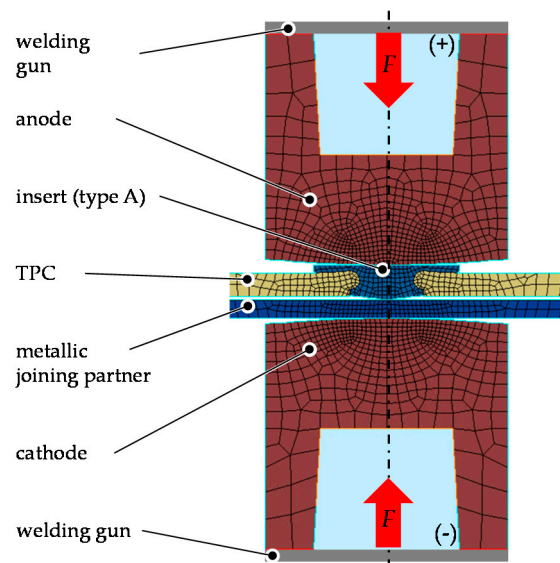 welding
gun
(+)
F
anode
insert (type A)
TPC
metallic
joining partner
cathode
F
welding gun
(-)